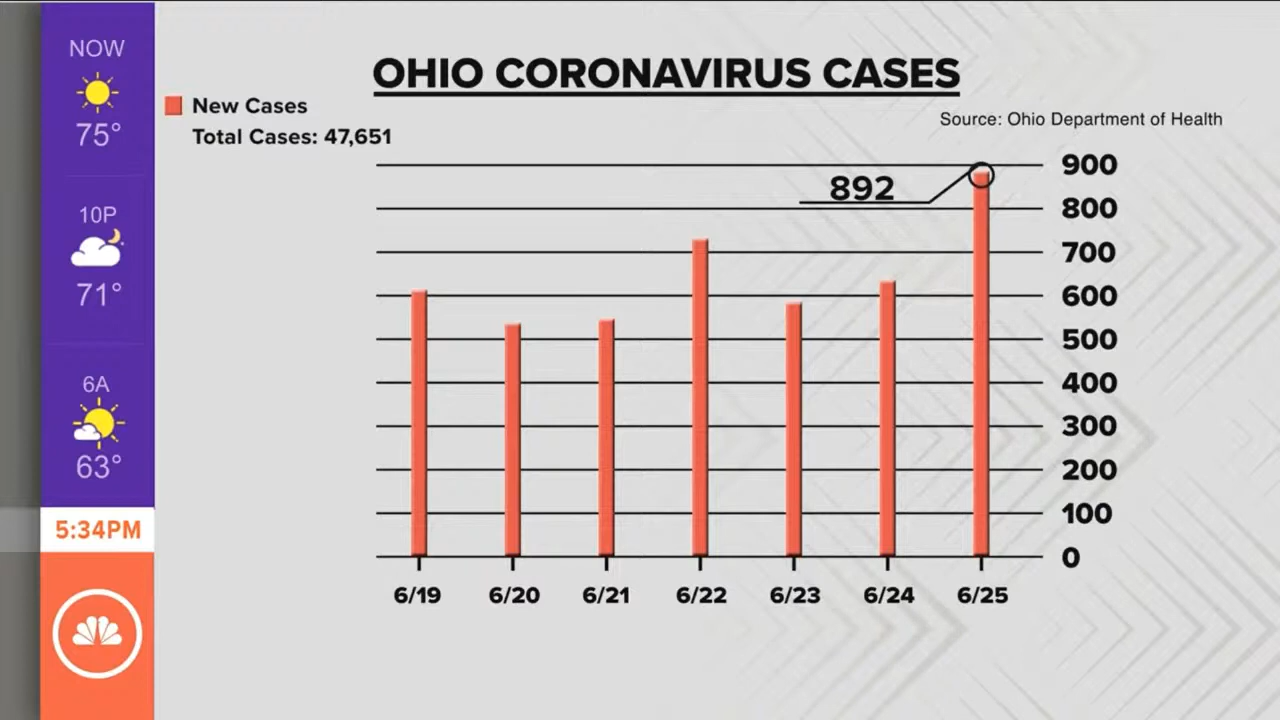 NOW
75°
10P
71°
6A
63°
5:34PM
OHIO CORONAVIRUS CASES
New Cases
Total Cases: 47,651
Source: Ohio Department of Health
892
900
800
700
600
500
400
300
200
100
0
6/19 6/20 6/21 6/22 6/23 6/24 6/25